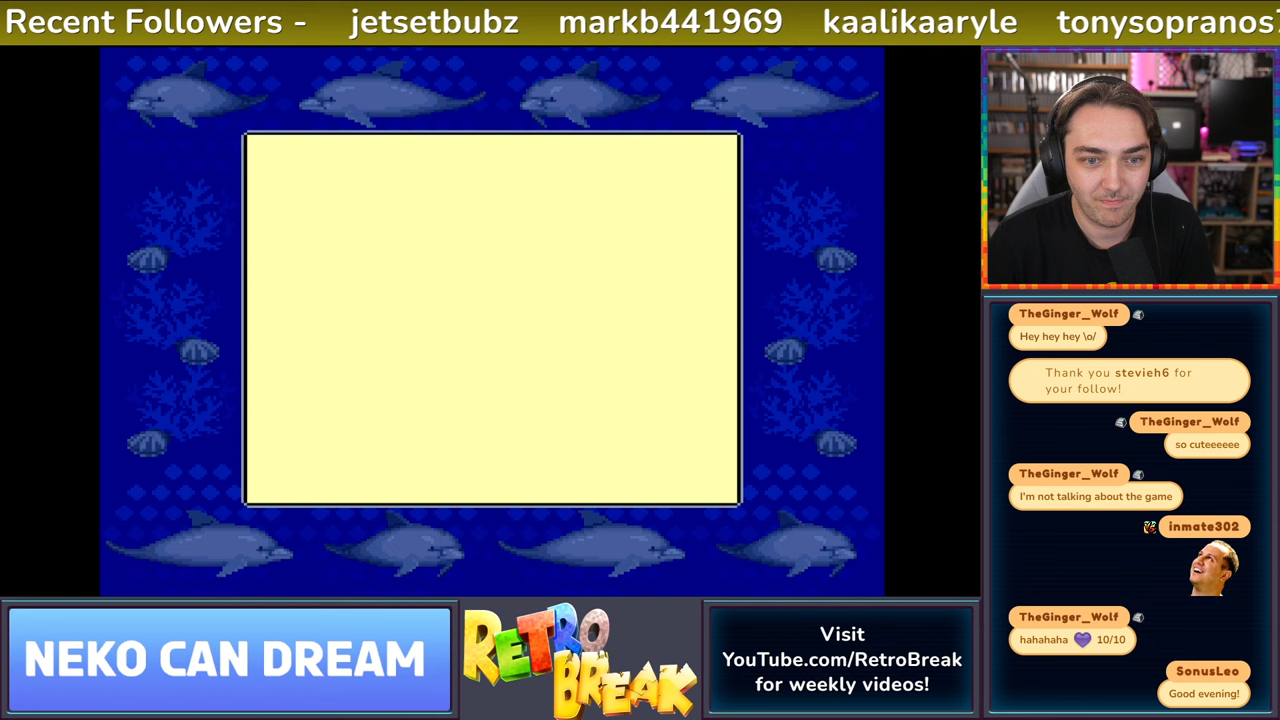 Recent Followers - jetsetbubz markb441969 kaalikaaryle tonysopranos
TheGinger_Wolf
Hey hey hey \o/
Thank you stevieh6 for
your follow!
TheGinger_Wolf
so cuteeeeee
TheGinger_Wolf
I'm not talking about the game
inmate302
TheGinger_Wolf
hahahaha 💜 10/10
SonusLeo
Good evening!
NEKO CAN DREAM
RETRO
BREAK
Visit
YouTube.com/RetroBreak
for weekly videos!